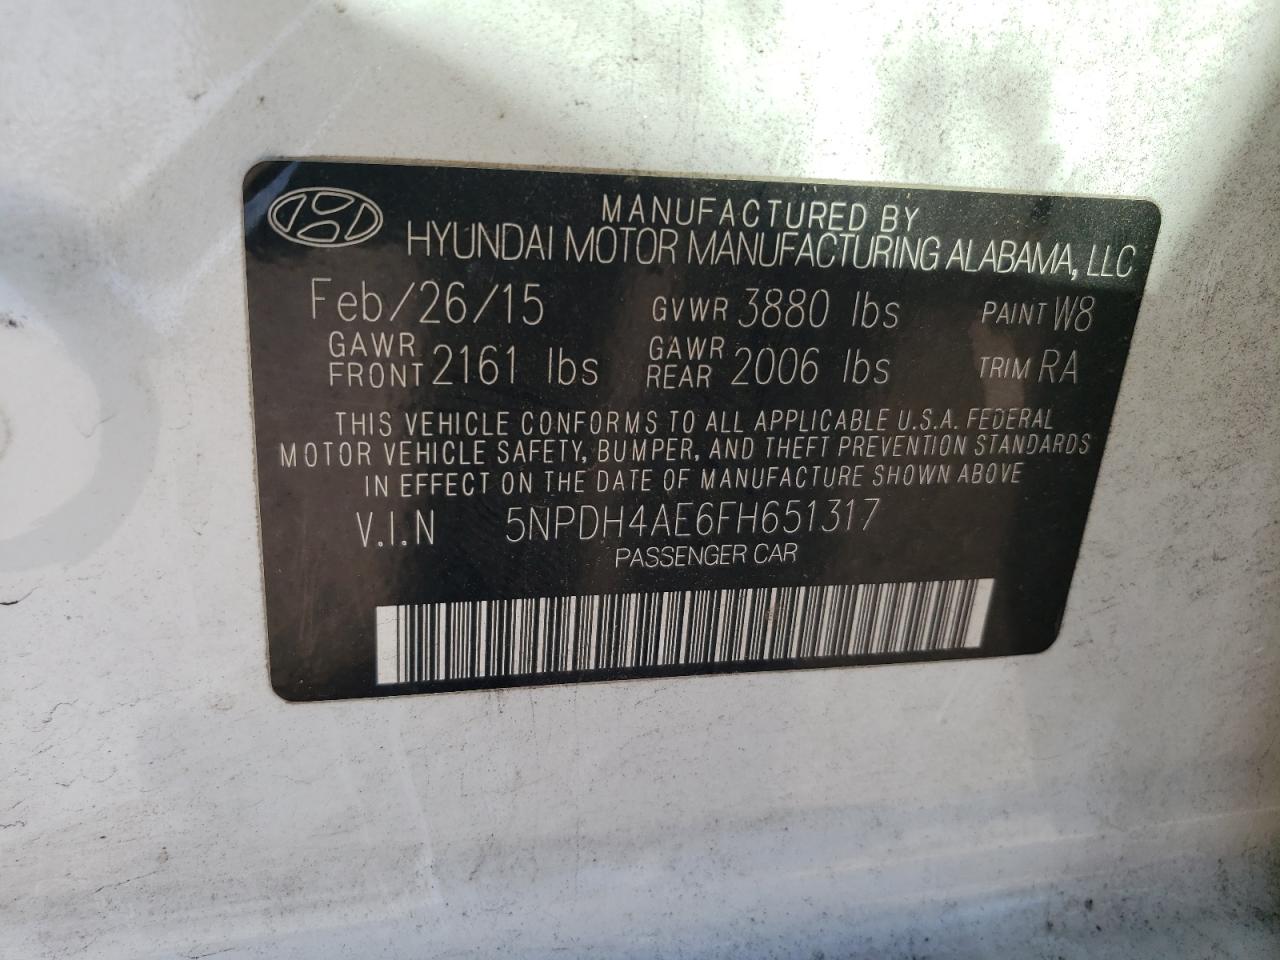 MANUFACTURED BY
HYUNDAI MOTOR MANUFACTURING ALABAMA, LLC
Feb/26/15 GVWR 3880 lbs PAINT W8
GAWR FRONT 2161 lbs GAWR REAR 2006 lbs TRIM RA
THIS VEHICLE CONFORMS TO ALL APPLICABLE U.S.A. FEDERAL
MOTOR VEHICLE SAFETY, BUMPER, AND THEFT PREVENTION STANDARDS
IN EFFECT ON THE DATE OF MANUFACTURE SHOWN ABOVE
V.I.N 5NPDH4AE6FH651317
PASSENGER CAR